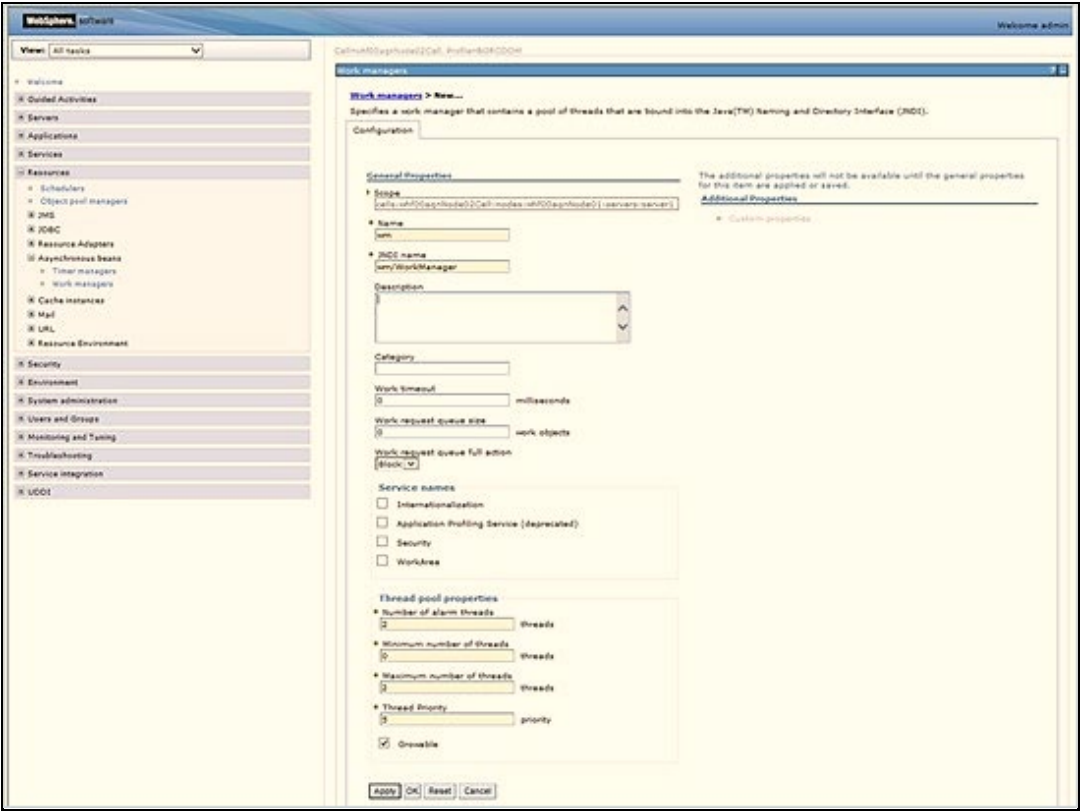 WebSphere. software
Welcome admin
View: All tasks
Work managers
Welcome
Guided Activities
Servers
Applications
Services
Resources
Schedulers
Object pool managers
JMS
JDBC
Resource Adapters
Asynchronous beans
Timer managers
Work managers
Cache instances
Mail
URL
Resource Environment
Security
Environment
System administration
Users and Groups
Monitoring and Tuning
Troubleshooting
Service integration
UDDI
Work managers > New...
Specifies a work manager that contains a pool of threads that are bound into the Java(TM) Naming and Directory Interface (JNDI).
Configuration
General Properties
Scope
Name
wm
JNDI name
wm/WorkManager
Description
Category
Work timeout
0 milliseconds
Work request queue size
0 work objects
Work request queue full action
Block
Service names
Internationalization
Application Profiling Service (deprecated)
Security
WorkArea
Thread pool properties
Number of alarm threads
2 threads
Minimum number of threads
0 threads
Maximum number of threads
2 threads
Thread Priority
5 priority
Growable
Apply OK Reset Cancel
The additional properties will not be available until the general properties
for this item are applied or saved.
Additional Properties
Custom properties